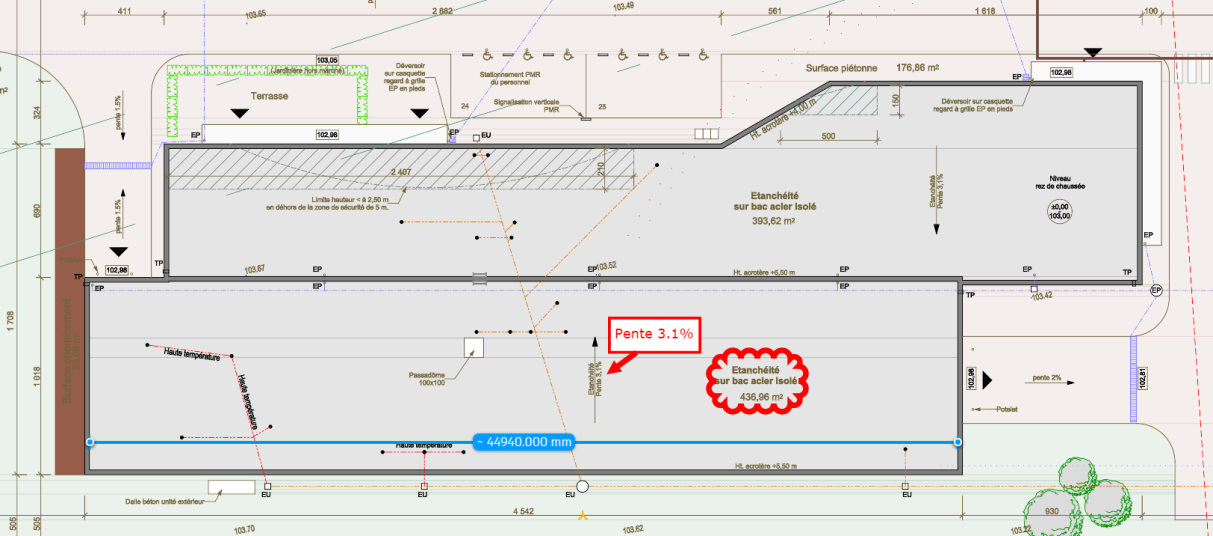 411
103.65
2 882
103.49
561
1 618
100
103,05
(Jardinière hors marché)
Déversoir
sur casquette
regard à grille
EP en pieds
Stationnement PMR
du personnel
Surface piétonne 176,86 m²
EP
102,98
Terrasse
Signalisation verticale
PMR
24
25
Déversoir sur casquette
regard à grille EP en pieds
324
pente 1.5%
150
Ht. acrotère +4,00 m
500
EP
102,98
EP
EU
2 407
210
Limite hauteur < à 2,50 m
en dehors de la zone de sécurité de 5 m.
Etanchéité
sur bac acier isolé
393,62 m²
Etanchéité
Pente 3,1%
Niveau
rez de chaussée
±0,00
103,00
690
pente 1.5%
EP
102,98
TP
TP
103.67
EP
EP
103.52
Ht. acrotère +5,50 m
EP
EP
TP
EP
EP
EP
EP
EP
TP
103.42
EP
1 708
1 018
Haute température
Haute température
Haute température
Passadôme
100x100
Etanchéité
Pente 3,1%
Pente 3.1%
Etanchéité
sur bac acier isolé
436,96 m²
102,98
pente 2%
102,81
Potelet
~ 44940.000 mm
Ht. acrotère +5,50 m
Dalle béton unité extérieur
EU
EU
EU
EU
505
505
4 542
930
103.70
103.62
103.22